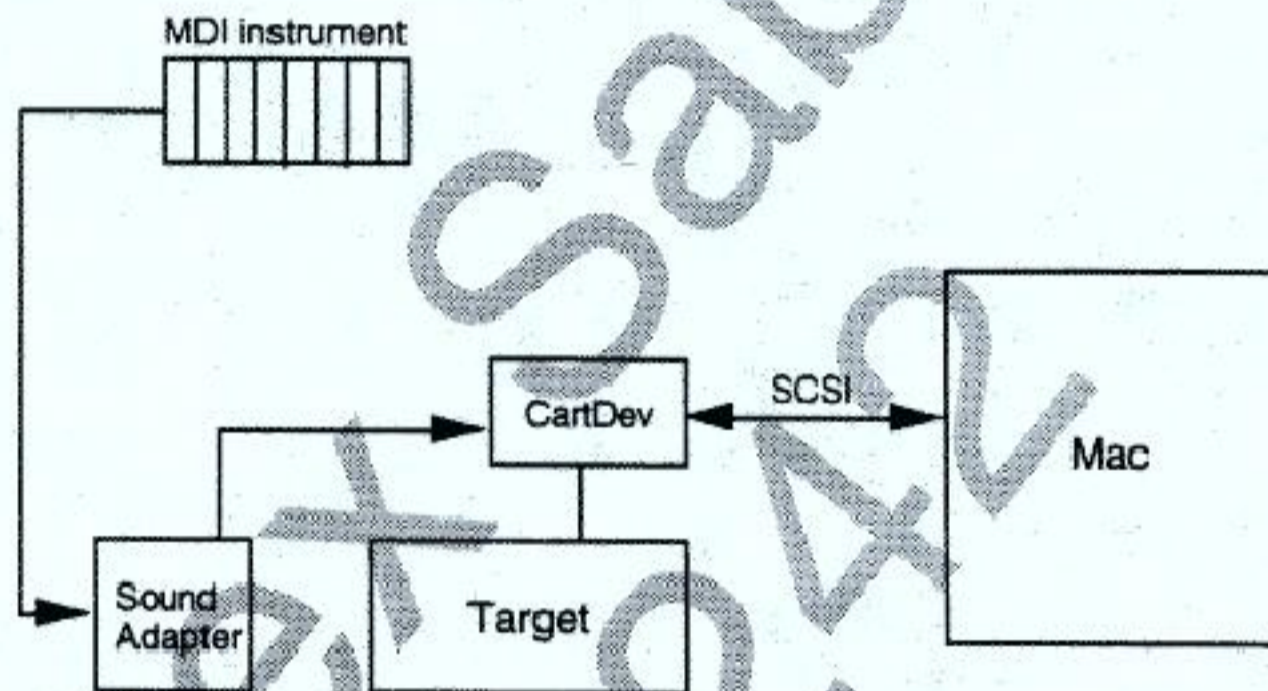 MDI instrument
CartDev
SCSI
Mac
Sound
Adapter
Target